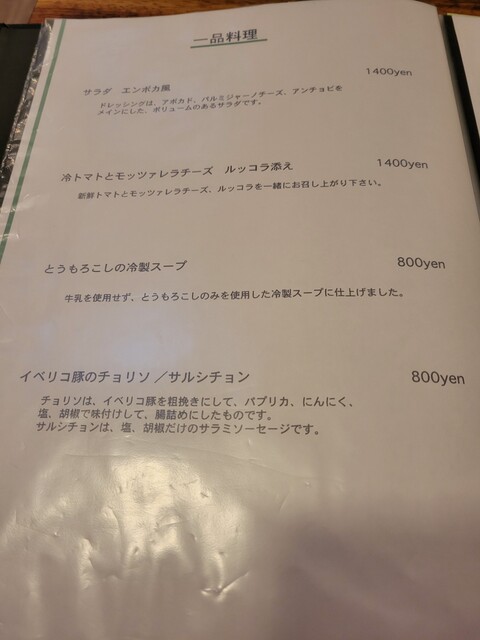 一品料理
サラダ　エンボカ風　1400yen
ドレッシングは、アボカド、パルミジャーノチーズ、アンチョビを
メインにした、ボリュームのあるサラダです。
冷トマトとモッツァレラチーズ　ルッコラ添え　1400yen
新鮮トマトとモッツァレラチーズ、ルッコラを一緒にお召し上がり下さい。
とうもろこしの冷製スープ　800yen
牛乳を使用せず、とうもろこしのみを使用した冷製スープに仕上げました。
イベリコ豚のチョリソ ／サルシチョン　800yen
チョリソは、イベリコ豚を粗挽きにして、パプリカ、にんにく、
塩、胡椒で味付けして、腸詰めにしたものです。
サルシチョンは、塩、胡椒だけのサラミソーセージです。